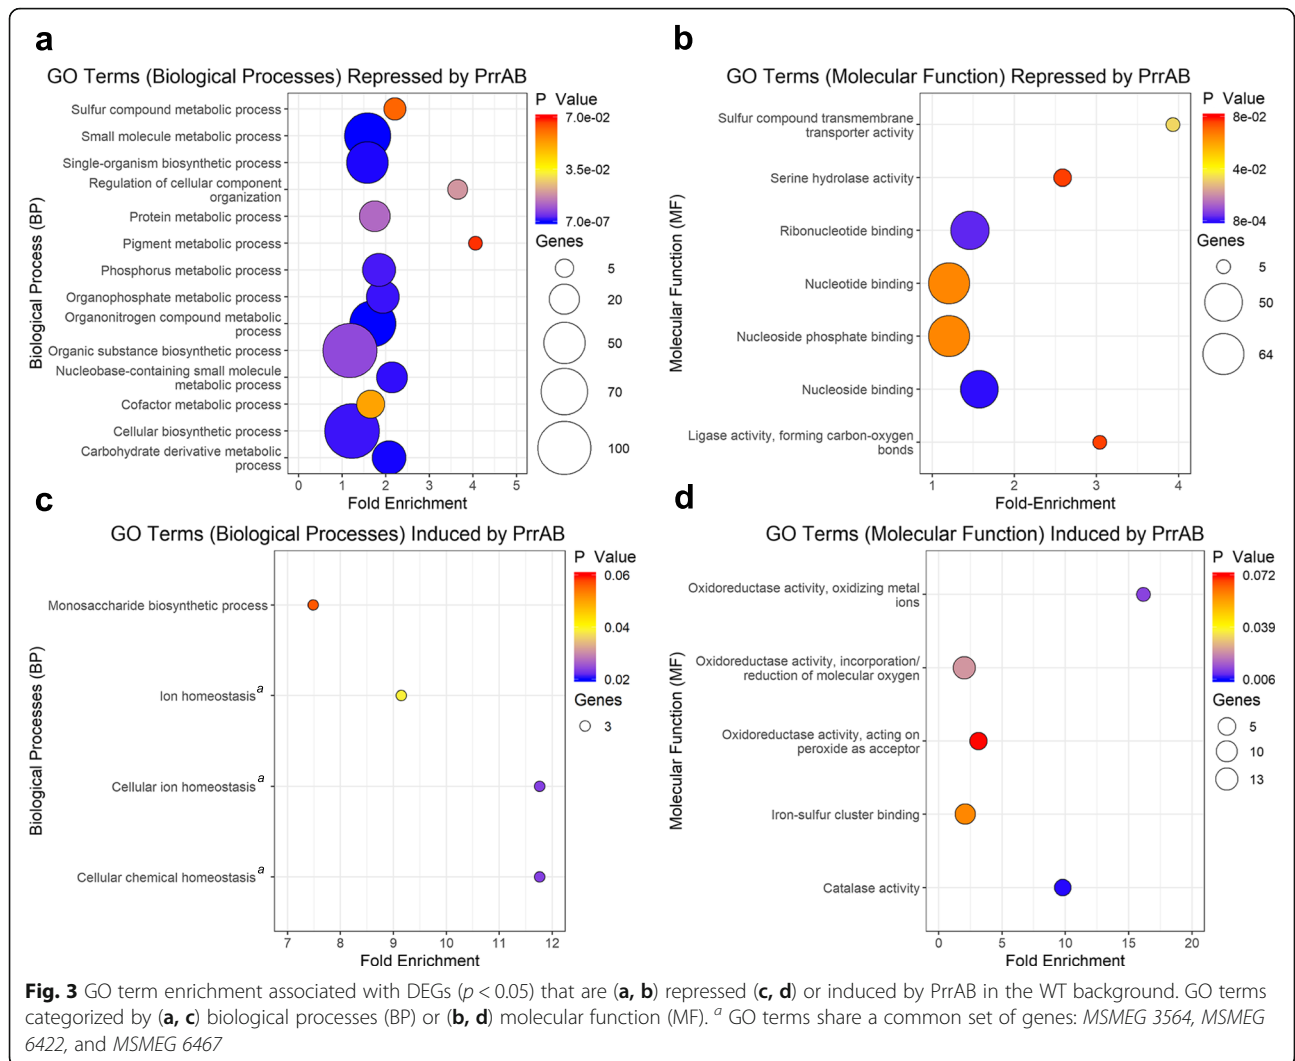 a
GO Terms (Biological Processes) Repressed by PrrAB
Biological Process (BP)
Sulfur compound metabolic process
Small molecule metabolic process
Single-organism biosynthetic process
Regulation of cellular component
organization
Protein metabolic process
Pigment metabolic process
Phosphorus metabolic process
Organophosphate metabolic process
Organonitrogen compound metabolic
process
Organic substance biosynthetic process
Nucleobase-containing small molecule
metabolic process
Cofactor metabolic process
Cellular biosynthetic process
Carbohydrate derivative metabolic
process
0 1 2 3 4 5
Fold Enrichment
P Value
7.0e-02
3.5e-02
7.0e-07
Genes
5
20
50
70
100
b
GO Terms (Molecular Function) Repressed by PrrAB
Molecular Function (MF)
Sulfur compound transmembrane
transporter activity
Serine hydrolase activity
Ribonucleotide binding
Nucleotide binding
Nucleoside phosphate binding
Nucleoside binding
Ligase activity, forming carbon-oxygen
bonds
1 2 3 4
Fold-Enrichment
P Value
8e-02
4e-02
8e-04
Genes
5
50
64
c
GO Terms (Biological Processes) Induced by PrrAB
Biological Processes (BP)
Monosaccharide biosynthetic process
Ion homeostasis a
Cellular ion homeostasis a
Cellular chemical homeostasis a
7 8 9 10 11 12
Fold Enrichment
P Value
0.06
0.04
0.02
Genes
3
d
GO Terms (Molecular Function) Induced by PrrAB
Molecular Function (MF)
Oxidoreductase activity, oxidizing metal
ions
Oxidoreductase activity, incorporation/
reduction of molecular oxygen
Oxidoreductase activity, acting on
peroxide as acceptor
Iron-sulfur cluster binding
Catalase activity
0 5 10 15 20
Fold Enrichment
P Value
0.072
0.039
0.006
Genes
5
10
13
Fig. 3 GO term enrichment associated with DEGs (p < 0.05) that are (a, b) repressed (c, d) or induced by PrrAB in the WT background. GO terms
categorized by (a, c) biological processes (BP) or (b, d) molecular function (MF). a GO terms share a common set of genes: MSMEG 3564, MSMEG
6422, and MSMEG 6467